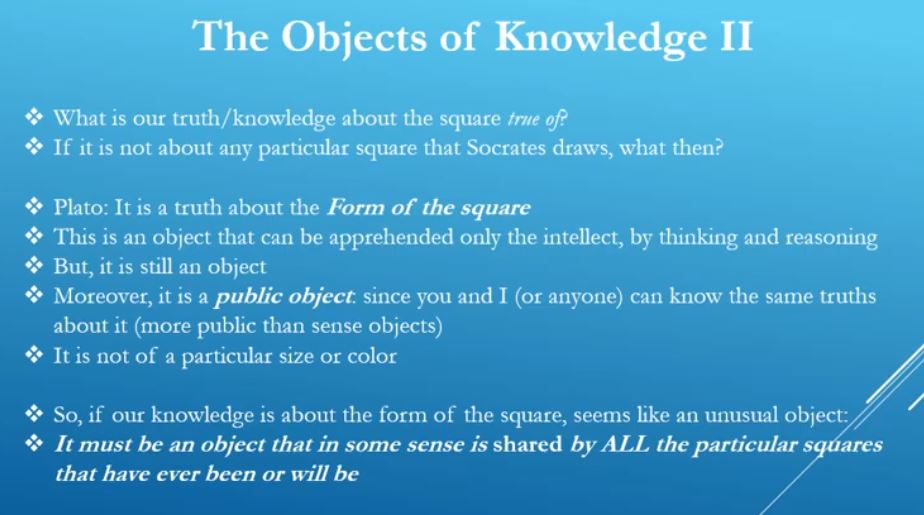 The Objects of Knowledge II
❖ What is our truth/knowledge about the square true of?
❖ If it is not about any particular square that Socrates draws, what then?
❖ Plato: It is a truth about the Form of the square
❖ This is an object that can be apprehended only the intellect, by thinking and reasoning
❖ But, it is still an object
❖ Moreover, it is a public object: since you and I (or anyone) can know the same truths
about it (more public than sense objects)
❖ It is not of a particular size or color
❖ So, if our knowledge is about the form of the square, seems like an unusual object:
❖ It must be an object that in some sense is shared by ALL the particular squares
that have ever been or will be